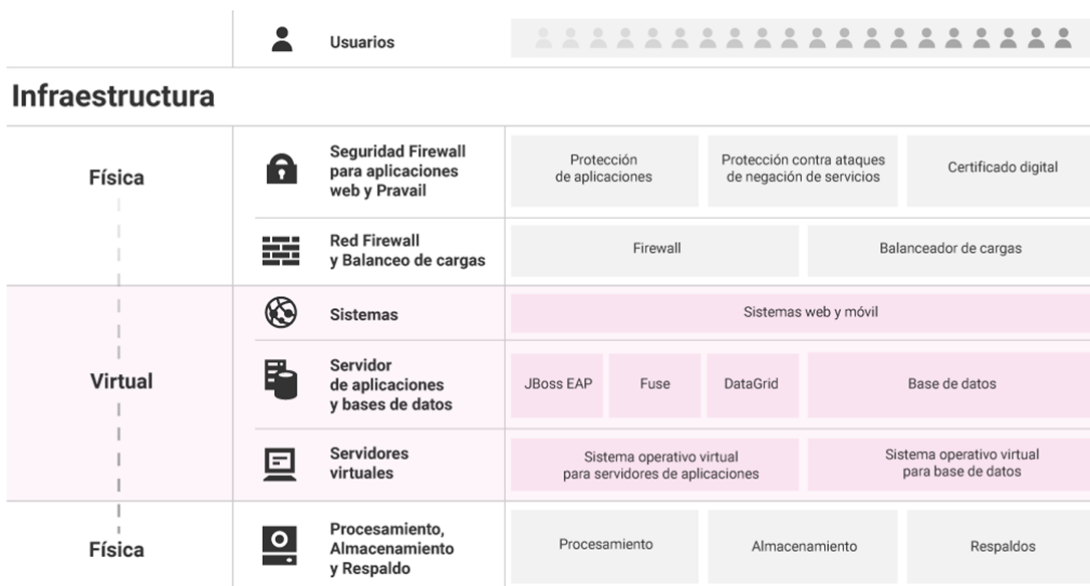 Usuarios
Infraestructura
Física
Seguridad Firewall
para aplicaciones
web y Pravail
Protección
de aplicaciones
Protección contra ataques
de negación de servicios
Certificado digital
Red Firewall
y Balanceo de cargas
Firewall
Balanceador de cargas
Virtual
Sistemas
Sistemas web y móvil
Servidor
de aplicaciones
y bases de datos
JBoss EAP
Fuse
DataGrid
Base de datos
Servidores
virtuales
Sistema operativo virtual
para servidores de aplicaciones
Sistema operativo virtual
para base de datos
Física
Procesamiento,
Almacenamiento
y Respaldo
Procesamiento
Almacenamiento
Respaldos